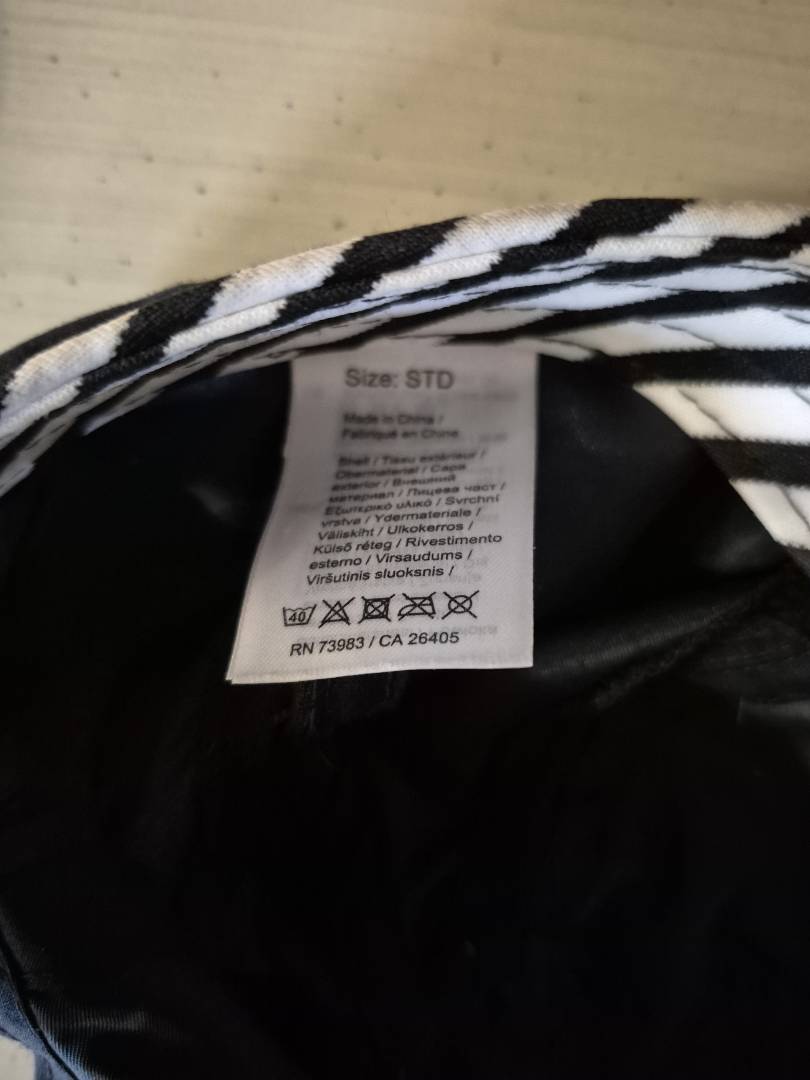 Size: STD
Made in China /
Fabriqué en Chine
Shell / Tissu extérieur /
Obermaterial / Capa
exterior / Внешний
материал / Лицева част /
Εξωτερικό υλικό / Svrchní
vrstva / Ydermateriale /
Väliskiht / Ulkokerros /
Külső réteg / Rivestimento
esterno / Virsaudums /
Viršutinis sluoksnis /
40
RN 73983 / CA 26405